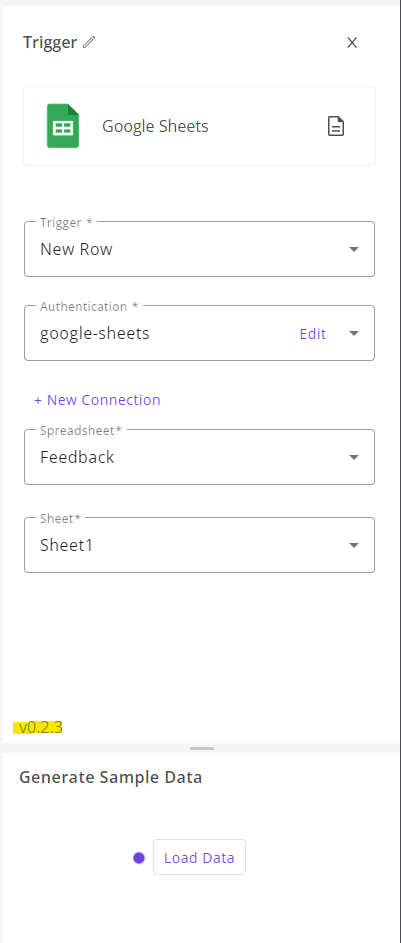 Trigger
X
Google Sheets
Trigger *
New Row
Authentication *
google-sheets Edit
+ New Connection
Spreadsheet*
Feedback
Sheet*
Sheet1
v0.2.3
Generate Sample Data
Load Data